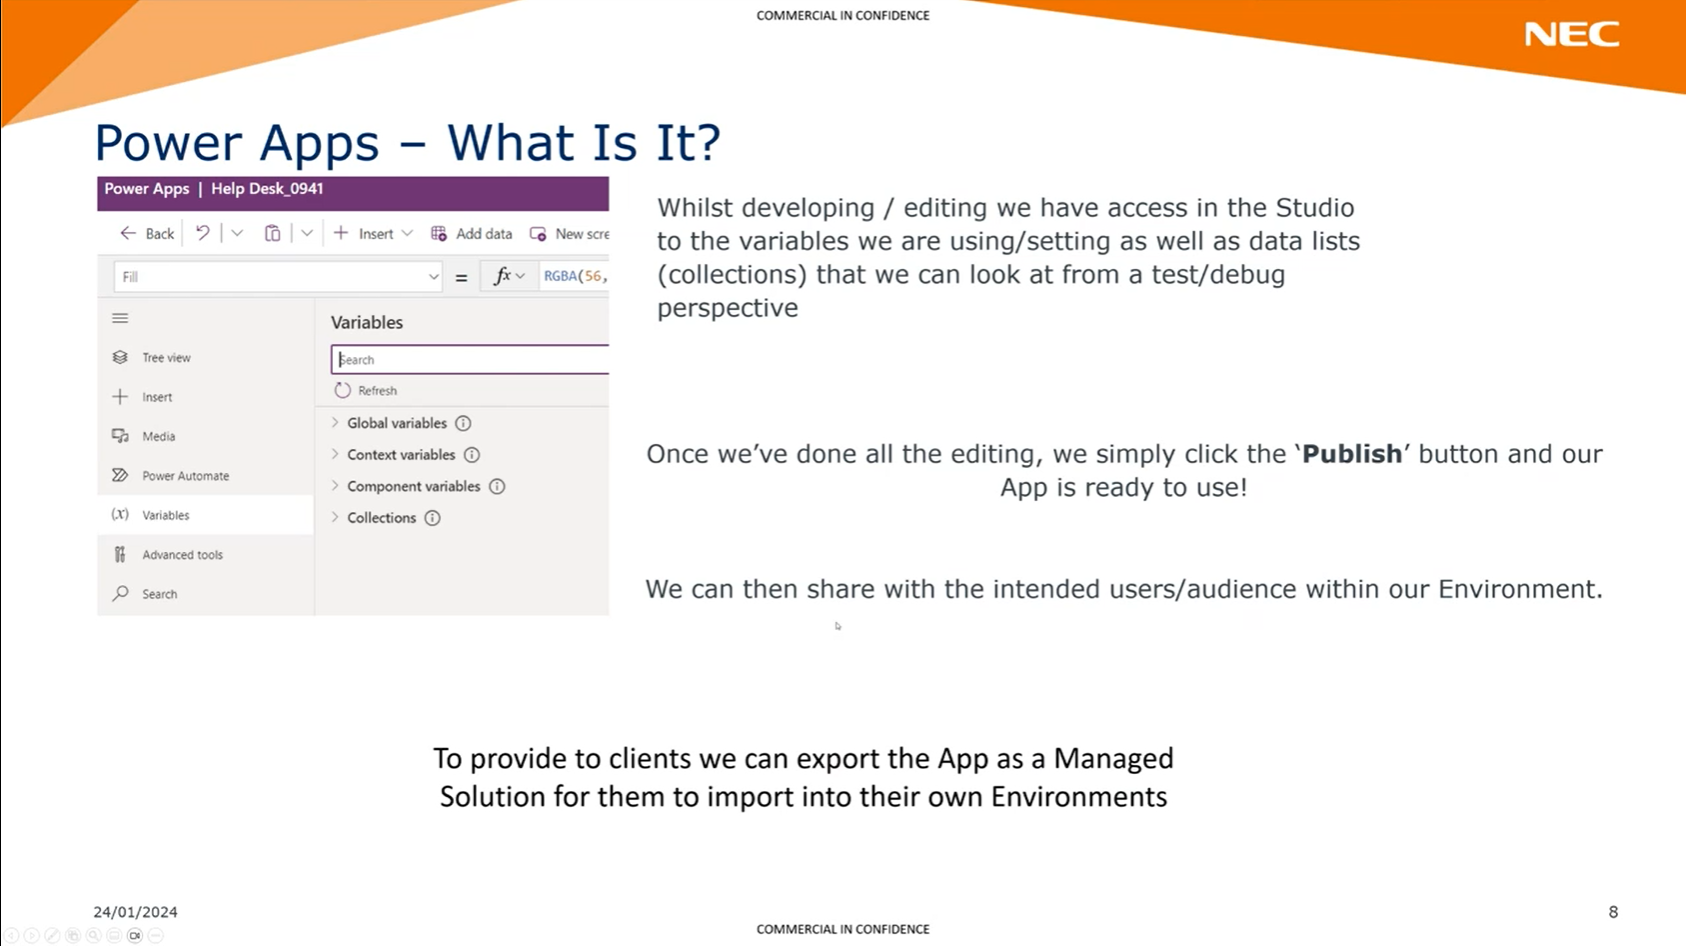 COMMERCIAL IN CONFIDENCE
NEC
Power Apps – What Is It?
Power Apps | Help Desk_0941
Back
Insert
Add data
New scre
Fill
=
fx
RGBA(56,
Tree view
Insert
Media
Power Automate
(x) Variables
Advanced tools
Search
Variables
Search
Refresh
Global variables
Context variables
Component variables
Collections
Whilst developing / editing we have access in the Studio
to the variables we are using/setting as well as data lists
(collections) that we can look at from a test/debug
perspective
Once we’ve done all the editing, we simply click the ‘Publish’ button and our
App is ready to use!
We can then share with the intended users/audience within our Environment.
To provide to clients we can export the App as a Managed
Solution for them to import into their own Environments
24/01/2024
8
COMMERCIAL IN CONFIDENCE